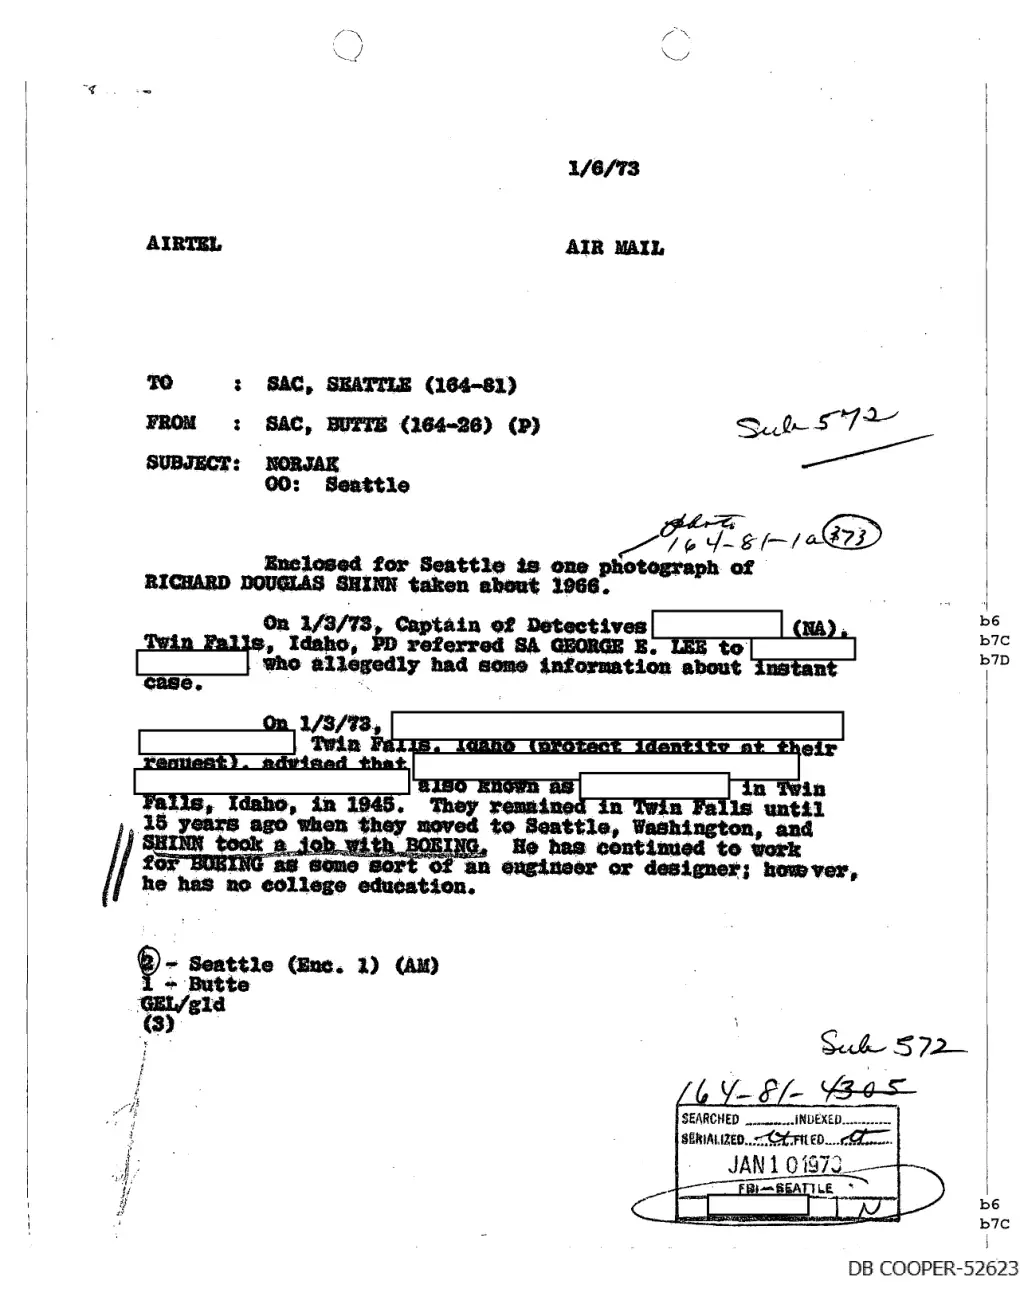 1/6/73
AIRTEL
AIR MAIL
TO : SAC, SEATTLE (164-81)
FROM : SAC, BUTTE (164-26) (P)
Sub 572
SUBJECT: NORJAK
OO: Seattle
photo
164-81-1a 373
Enclosed for Seattle is one photograph of
RICHARD DOUGLAS SHINN taken about 1966.
On 1/3/73, Captain of Detectives (NA),
b6
Twin Falls, Idaho, PD referred SA GEORGE E. LEE to
b7C
who allegedly had some information about instant
b7D
case.
On 1/3/73,
Twin Falls, Idaho (protect identity at their
request), advised that
also known as in Twin
Falls, Idaho, in 1945. They remained in Twin Falls until
15 years ago when they moved to Seattle, Washington, and
SHINN took a job with BOEING. He has continued to work
for BOEING as some sort of an engineer or designer; however,
he has no college education.
2 - Seattle (Enc. 1) (AM)
1 - Butte
GEL/gld
(3)
Sub 572
164-81-4305
SEARCHED INDEXED
SERIALIZED FILED
JAN 10 1973
FBI-SEATTLE
N
b6
b7C
DB COOPER-52623